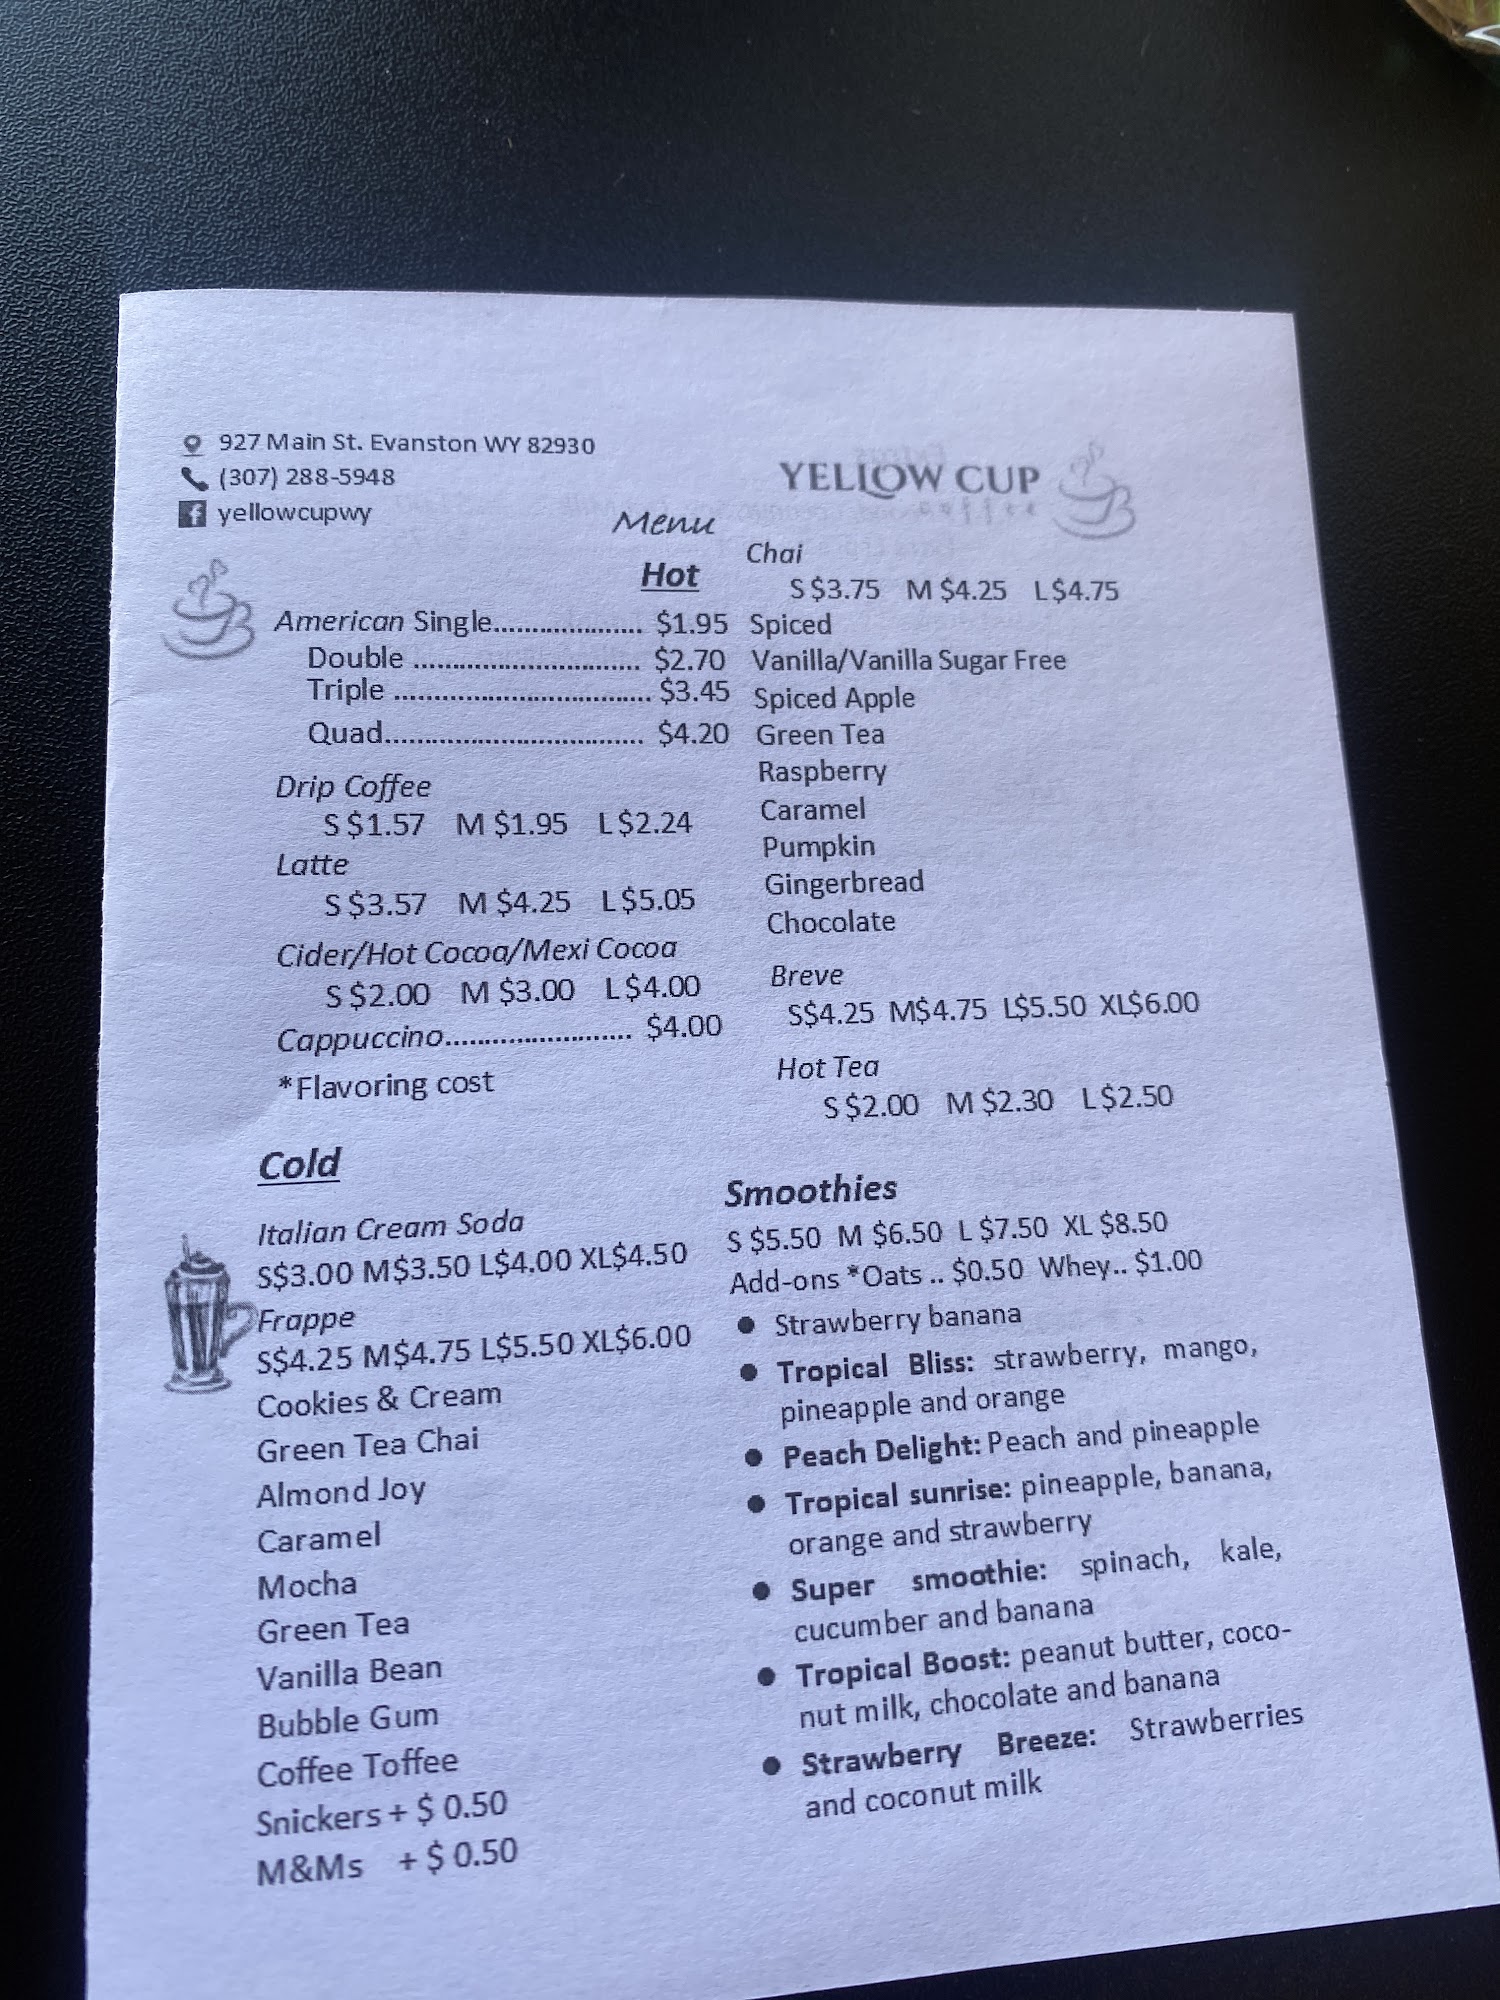 927 Main St. Evanston WY 82930
(307) 288-5948
yellowcupwy
YELLOW CUP
coffee
Menu
Hot
American Single.................... $1.95
Double ............................. $2.70
Triple ................................ $3.45
Quad................................ $4.20
Drip Coffee
S $1.57 M $1.95 L $2.24
Latte
S $3.57 M $4.25 L $5.05
Cider/Hot Cocoa/Mexi Cocoa
S $2.00 M $3.00 L $4.00
Cappuccino........................ $4.00
*Flavoring cost
Chai
S $3.75 M $4.25 L $4.75
Spiced
Vanilla/Vanilla Sugar Free
Spiced Apple
Green Tea
Raspberry
Caramel
Pumpkin
Gingerbread
Chocolate
Breve
S$4.25 M$4.75 L$5.50 XL$6.00
Hot Tea
S $2.00 M $2.30 L $2.50
Cold
Italian Cream Soda
S$3.00 M$3.50 L$4.00 XL$4.50
Frappe
S$4.25 M$4.75 L$5.50 XL$6.00
Cookies & Cream
Green Tea Chai
Almond Joy
Caramel
Mocha
Green Tea
Vanilla Bean
Bubble Gum
Coffee Toffee
Snickers + $ 0.50
M&Ms + $ 0.50
Smoothies
S $5.50 M $6.50 L $7.50 XL $8.50
Add-ons *Oats .. $0.50 Whey.. $1.00
● Strawberry banana
● Tropical Bliss: strawberry, mango,
pineapple and orange
● Peach Delight: Peach and pineapple
● Tropical sunrise: pineapple, banana,
orange and strawberry
● Super smoothie: spinach, kale,
cucumber and banana
● Tropical Boost: peanut butter, coco-
nut milk, chocolate and banana
● Strawberry Breeze: Strawberries
and coconut milk